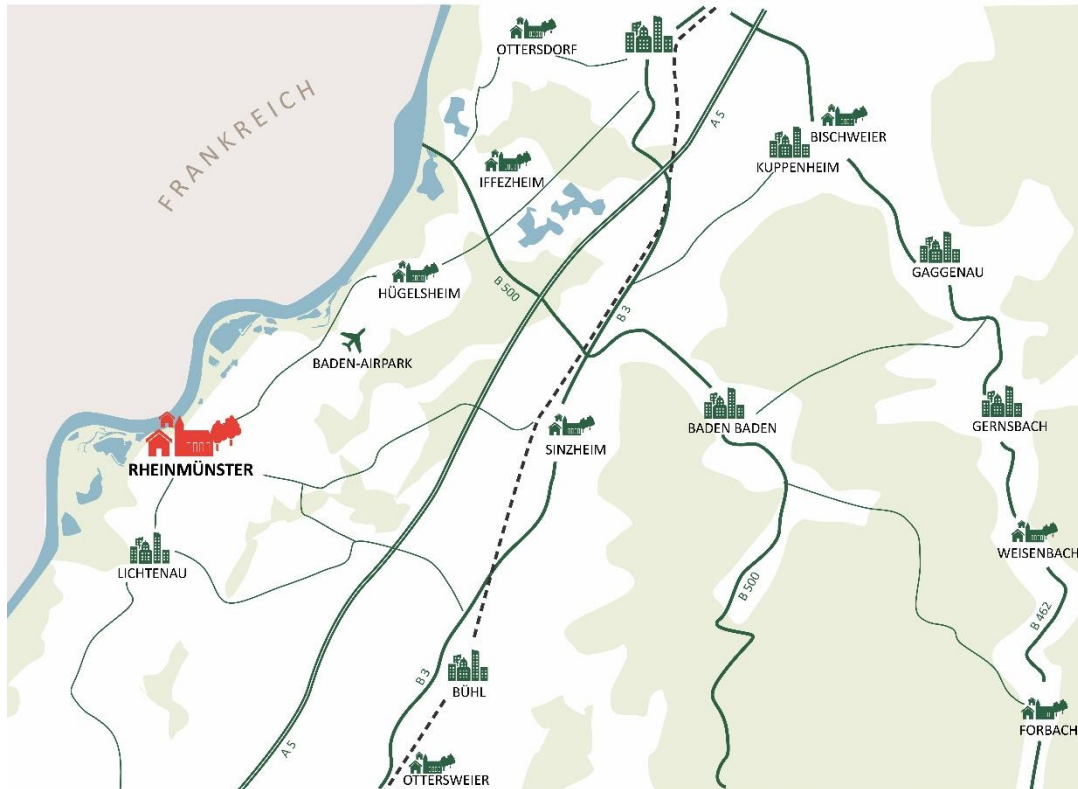 OTTERSDORF
FRANKREICH
A 5
BISCHWEIER
KUPPENHEIM
IFFEZHEIM
GAGGENAU
HÜGELSHEIM
B 500
B 3
BADEN-AIRPARK
BADEN BADEN
GERNSBACH
SINZHEIM
RHEINMÜNSTER
WEISENBACH
LICHTENAU
B 500
B 462
B 3
BÜHL
FORBACH
A 5
OTTERSWEIER